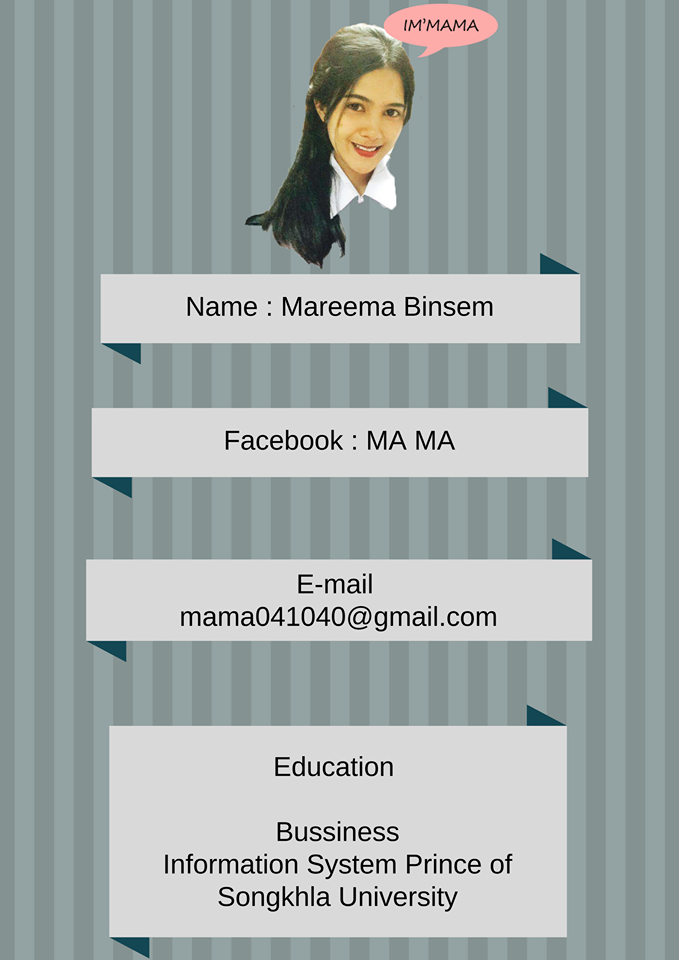 IM'MAMA
Name : Mareema Binsem
Facebook : MA MA
E-mail
mama041040@gmail.com
Education
Bussiness
Information System Prince of
Songkhla University